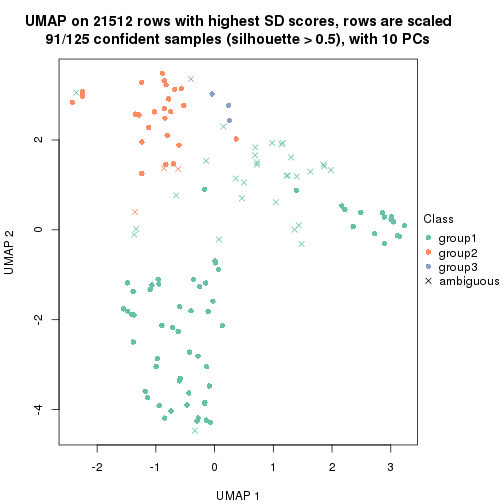 UMAP on 21512 rows with highest SD scores, rows are scaled
91/125 confident samples (silhouette > 0.5), with 10 PCs
2
0
-2
-4
UMAP 2
-2
-1
0
1
2
3
UMAP 1
Class
group1
group2
group3
ambiguous